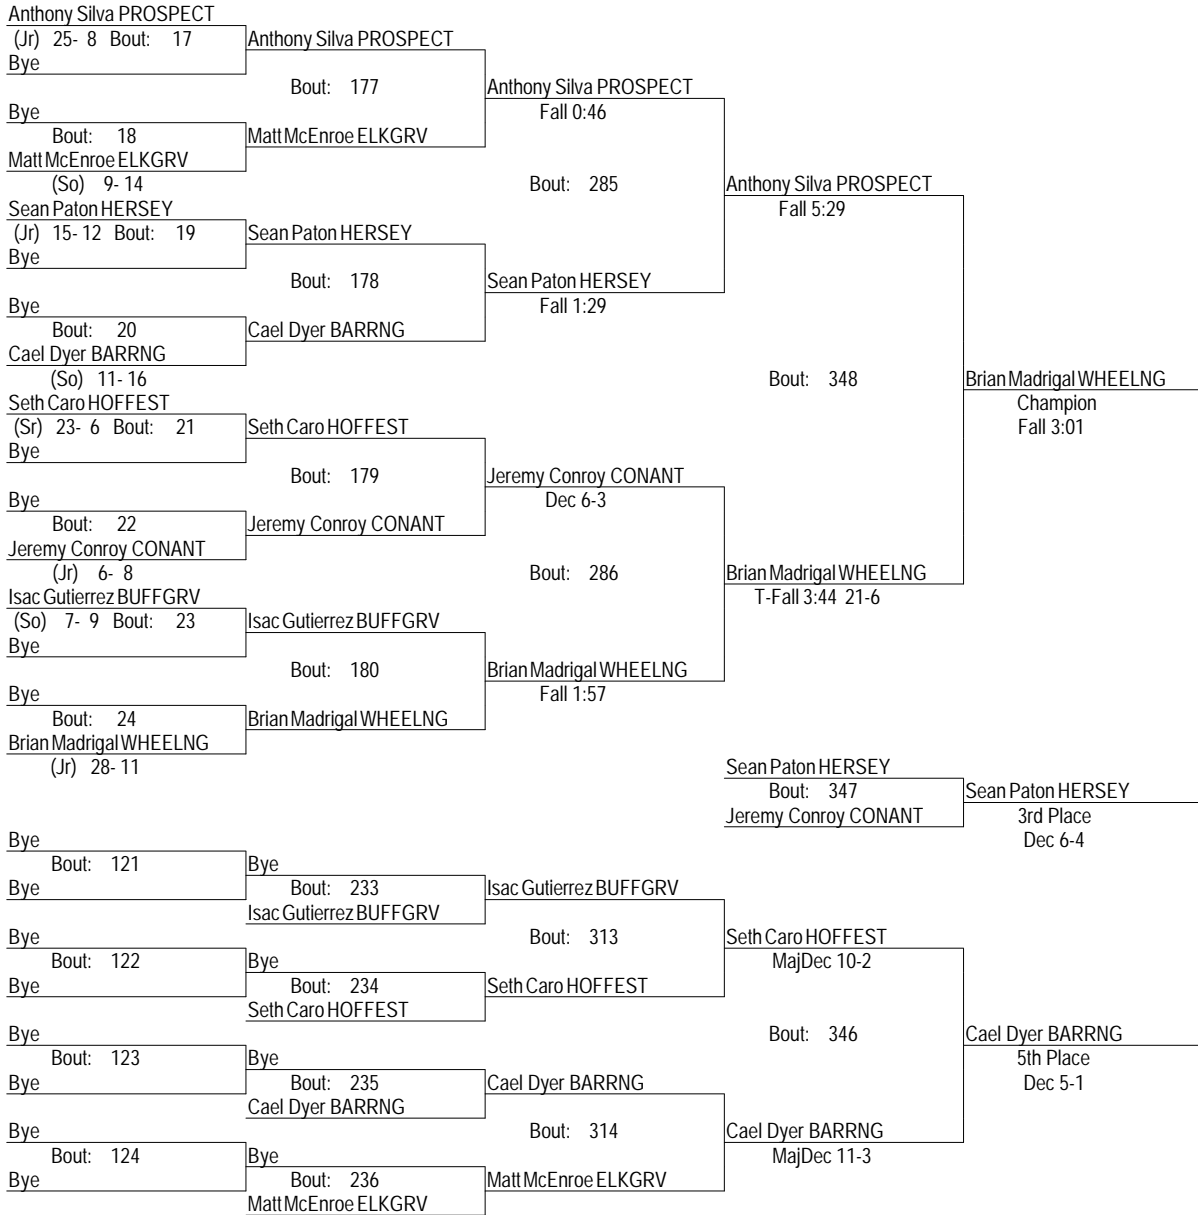 Anthony Silva PROSPECT
(Jr) 25- 8 Bout: 17
Anthony Silva PROSPECT
Bye
Bout: 177
Anthony Silva PROSPECT
Bye
Fall 0:46
Bout: 18
Matt McEnroe ELKGRV
Matt McEnroe ELKGRV
(So) 9- 14
Bout: 285
Anthony Silva PROSPECT
Sean Paton HERSEY
Fall 5:29
(Jr) 15- 12 Bout: 19
Sean Paton HERSEY
Bye
Bout: 178
Sean Paton HERSEY
Bye
Fall 1:29
Bout: 20
Cael Dyer BARRNG
Cael Dyer BARRNG
(So) 11- 16
Bout: 348
Brian Madrigal WHEELNG
Seth Caro HOFFEST
Champion
(Sr) 23- 6 Bout: 21
Seth Caro HOFFEST
Fall 3:01
Bye
Bout: 179
Jeremy Conroy CONANT
Bye
Dec 6-3
Bout: 22
Jeremy Conroy CONANT
Jeremy Conroy CONANT
(Jr) 6- 8
Bout: 286
Brian Madrigal WHEELNG
Isac Gutierrez BUFFGRV
T-Fall 3:44 21-6
(So) 7- 9 Bout: 23
Isac Gutierrez BUFFGRV
Bye
Bout: 180
Brian Madrigal WHEELNG
Bye
Fall 1:57
Bout: 24
Brian Madrigal WHEELNG
Brian Madrigal WHEELNG
(Jr) 28- 11
Sean Paton HERSEY
Bout: 347
Sean Paton HERSEY
Jeremy Conroy CONANT
3rd Place
Dec 6-4
Bye
Bout: 121
Bye
Bye
Bout: 233
Isac Gutierrez BUFFGRV
Isac Gutierrez BUFFGRV
Bye
Bout: 313
Seth Caro HOFFEST
Bout: 122
Bye
MajDec 10-2
Bye
Bout: 234
Seth Caro HOFFEST
Seth Caro HOFFEST
Bye
Bout: 346
Cael Dyer BARRNG
Bout: 123
Bye
5th Place
Bye
Bout: 235
Cael Dyer BARRNG
Dec 5-1
Cael Dyer BARRNG
Bye
Bout: 314
Cael Dyer BARRNG
Bout: 124
Bye
MajDec 11-3
Bye
Bout: 236
Matt McEnroe ELKGRV
Matt McEnroe ELKGRV